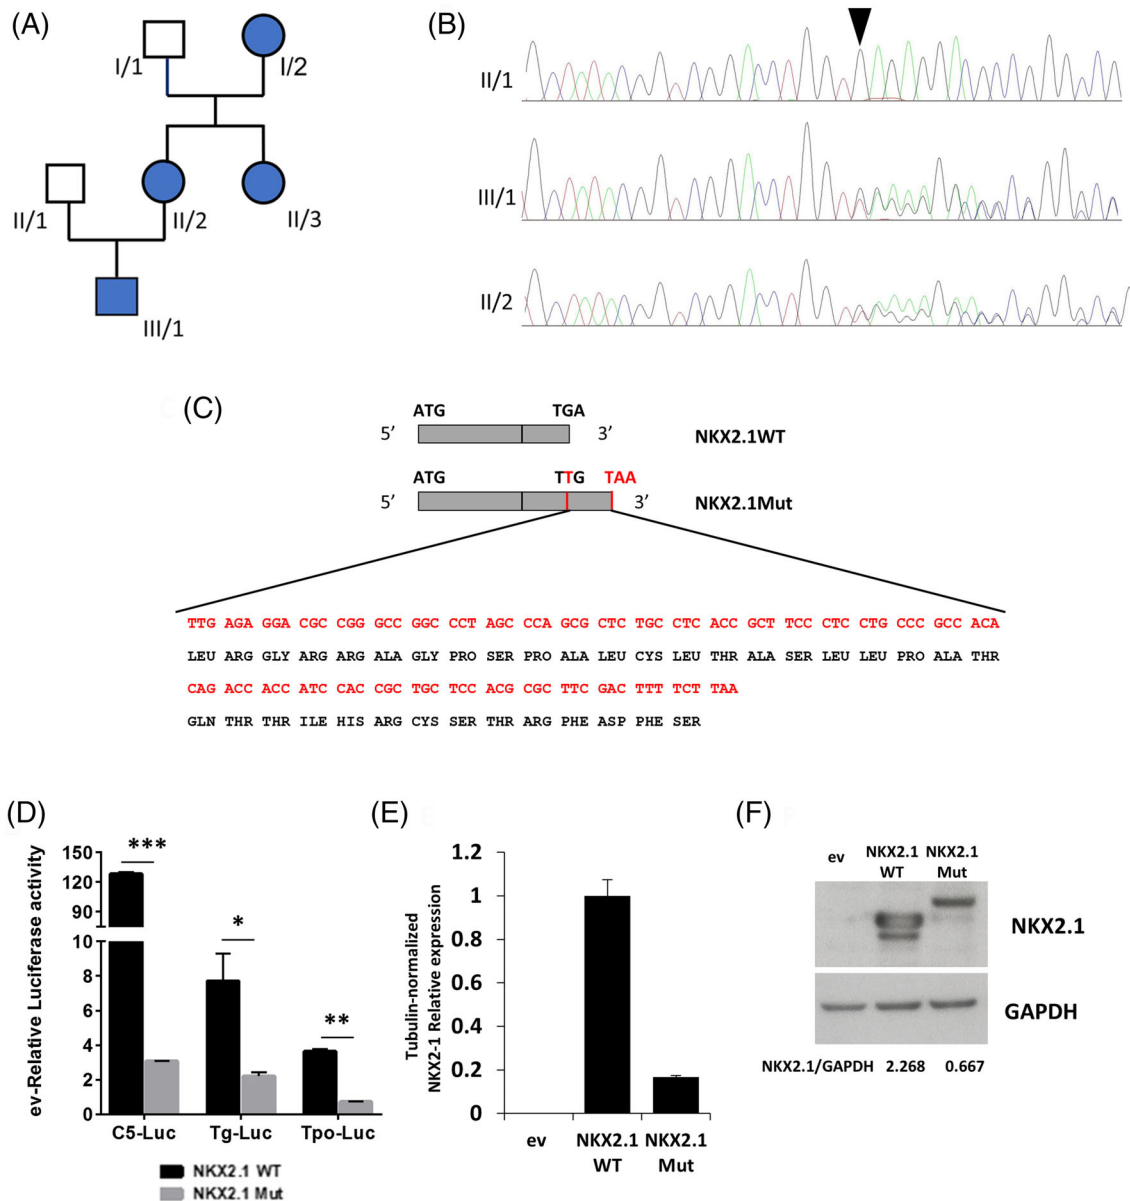 (A)
I/1
I/2
II/1
II/2
II/3
III/1
(B)
II/1
III/1
II/2
(C)
ATG TGA
5’ 3’ NKX2.1WT
ATG TTG TAA
5’ 3’ NKX2.1Mut
TTG AGA GGA CGC CGG GCC GGC CCT AGC CCA GCG CTC TGC CTC ACC GCT TCC CTC CTG CCC GCC ACA
LEU ARG GLY ARG ARG ALA GLY PRO SER PRO ALA LEU CYS LEU THR ALA SER LEU LEU PRO ALA THR
CAG ACC ACC ATC CAC CGC TGC TCC ACG CGC TTC GAC TTT TCT TAA
GLN THR THR ILE HIS ARG CYS SER THR ARG PHE ASP PHE SER
(D)
ev-Relative Luciferase activity
150
120
90
10
8
6
4
2
0
***
*
**
C5-Luc Tg-Luc Tpo-Luc
NKX2.1 WT
NKX2.1 Mut
(E)
Tubulin-normalized
NKX2-1 Relative expression
1.2
1
0.8
0.6
0.4
0.2
0
ev NKX2.1 NKX2.1
WT Mut
(F)
ev NKX2.1 NKX2.1
WT Mut
NKX2.1
GAPDH
NKX2.1/GAPDH 2.268 0.667